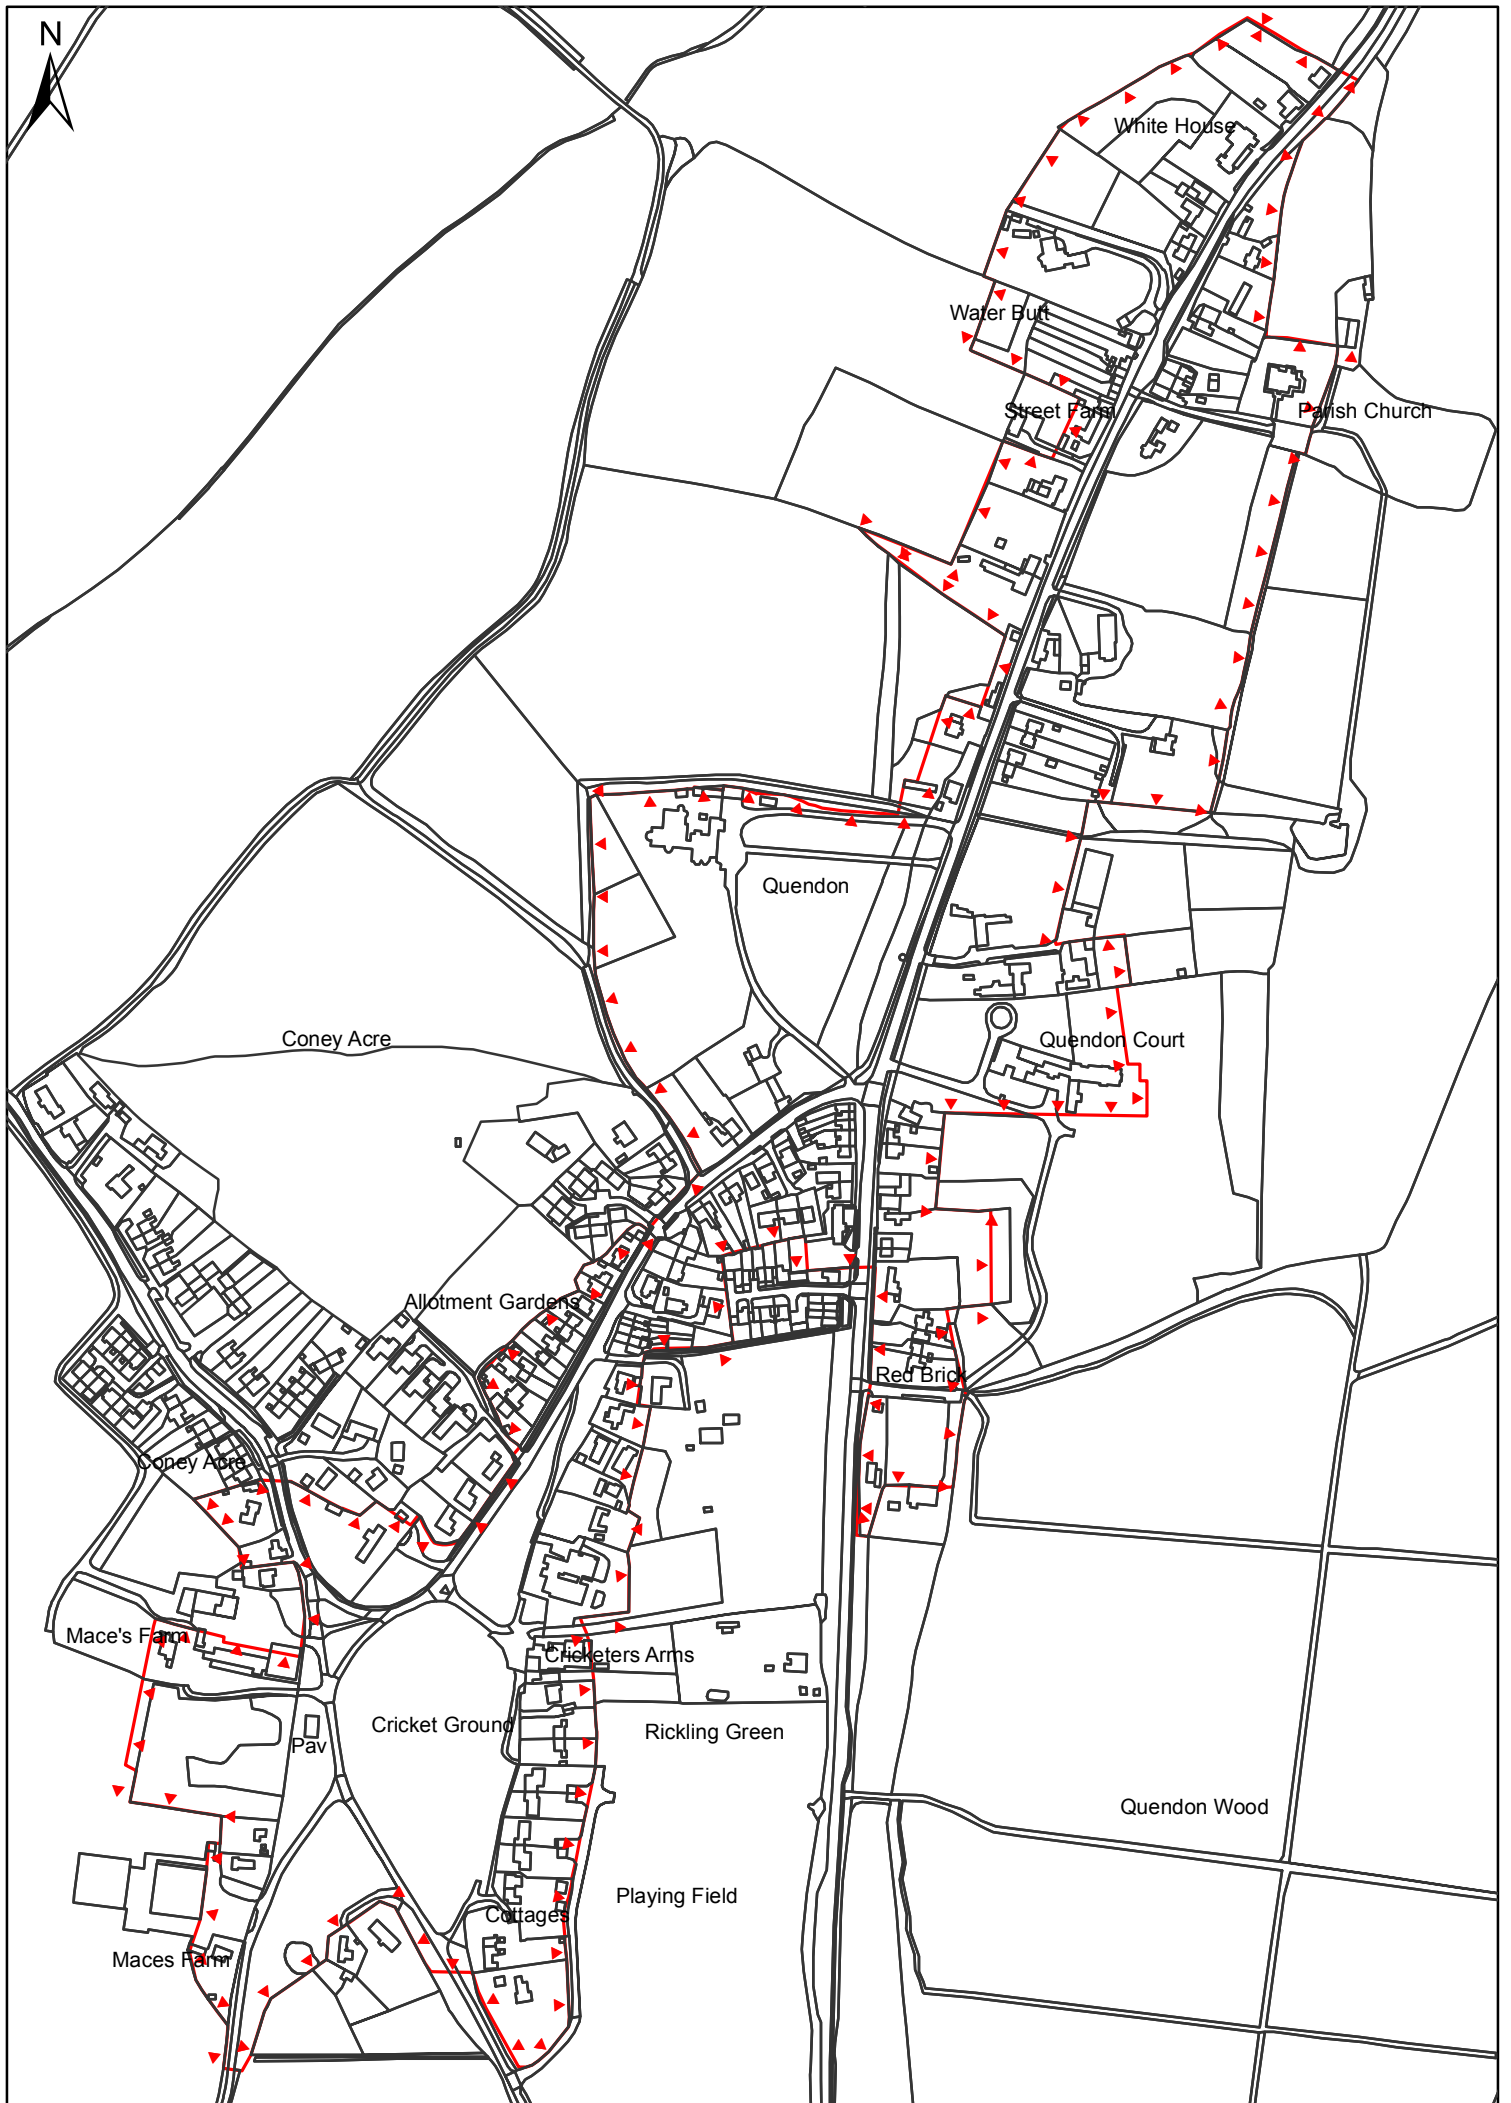 N
White House
Water Butt
Street Farm
Parish Church
Quendon
Coney Acre
Quendon Court
Allotment Gardens
Red Brick
Coney Acre
Mace's Farm
Cricketers Arms
Cricket Ground
Rickling Green
Pav
Quendon Wood
Playing Field
Cottages
Maces Farm